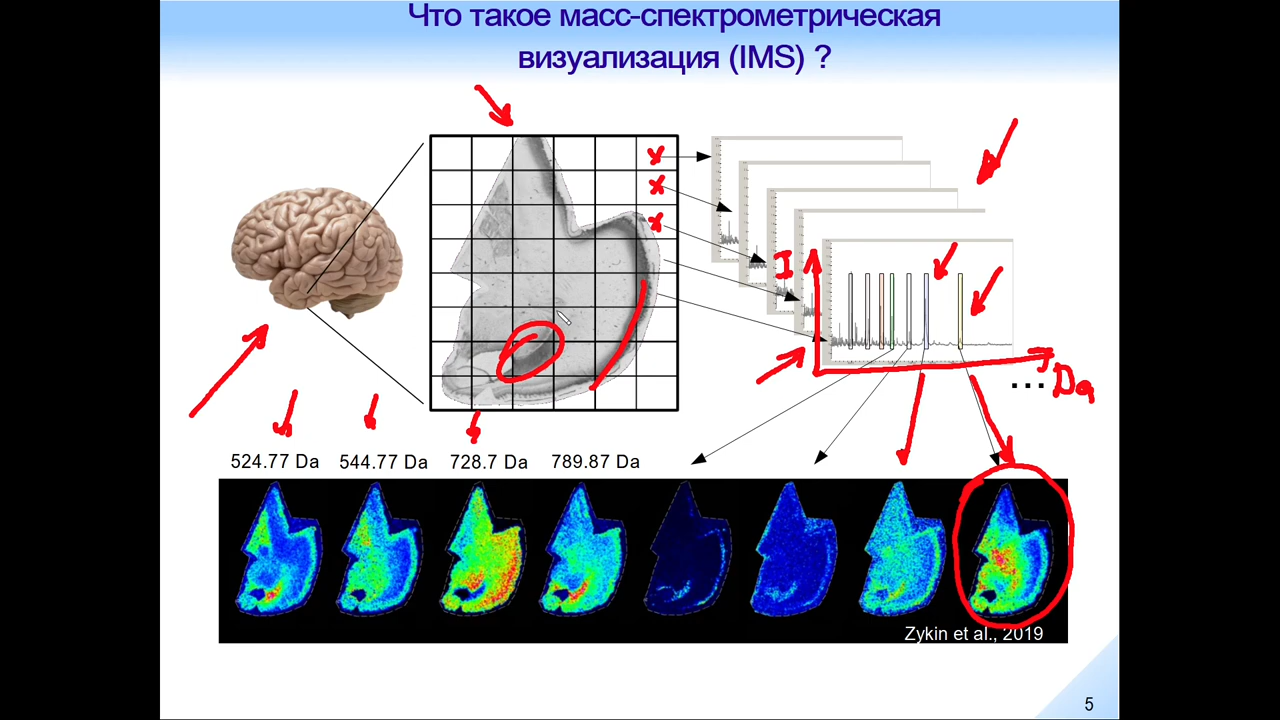 Что такое масс-спектрометрическая
визуализация (IMS) ?
I
... Da
524.77 Da 544.77 Da 728.7 Da 789.87 Da
Zykin et al., 2019
5